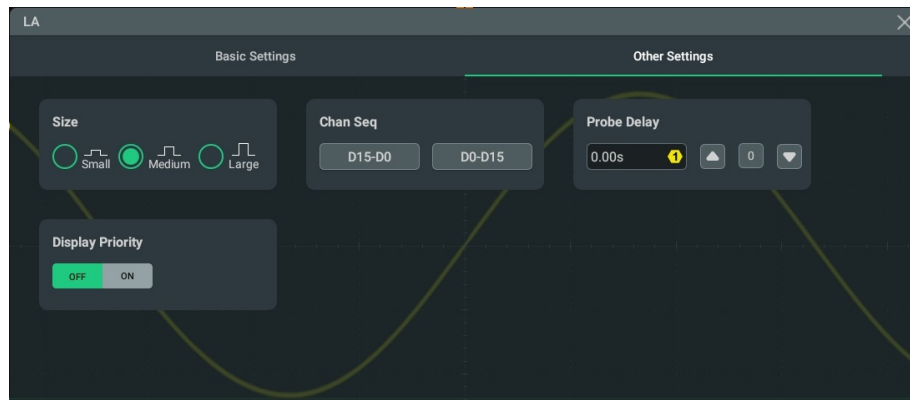 LA
Basic Settings
Other Settings
Size
Small
Medium
Large
Chan Seq
D15-D0
D0-D15
Probe Delay
0.00s
1
0
Display Priority
OFF
ON